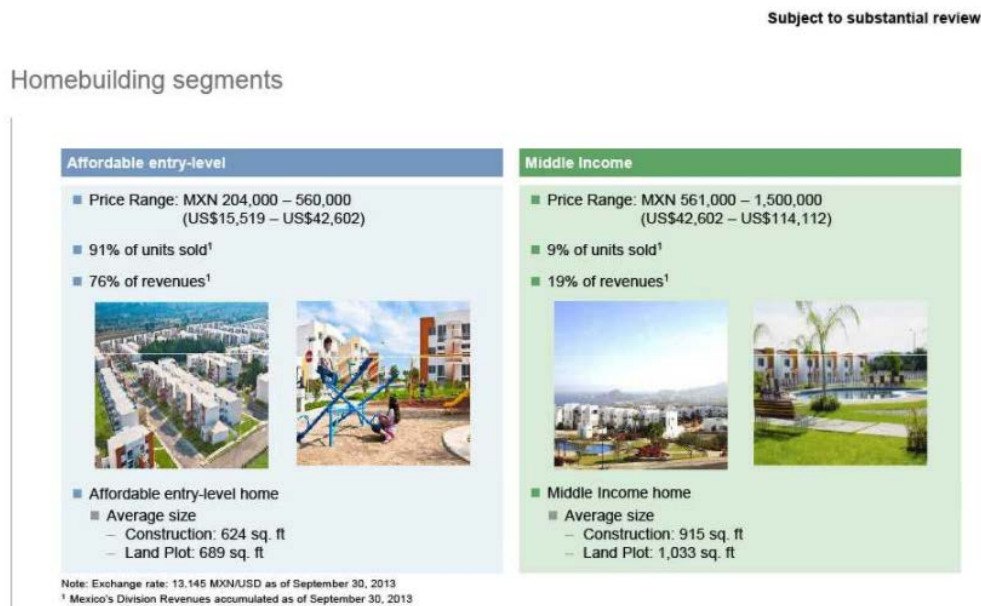 Subject to substantial review
Homebuilding segments
Affordable entry-level
Price Range: MXN 204,000 – 560,000
(US$15,519 – US$42,602)
91% of units sold¹
76% of revenues¹
Affordable entry-level home
Average size
– Construction: 624 sq. ft
– Land Plot: 689 sq. ft
Middle Income
Price Range: MXN 561,000 – 1,500,000
(US$42,602 – US$114,112)
9% of units sold¹
19% of revenues¹
Middle Income home
Average size
– Construction: 915 sq. ft
– Land Plot: 1,033 sq. ft
Note: Exchange rate: 13.145 MXN/USD as of September 30, 2013
¹ Mexico's Division Revenues accumulated as of September 30, 2013